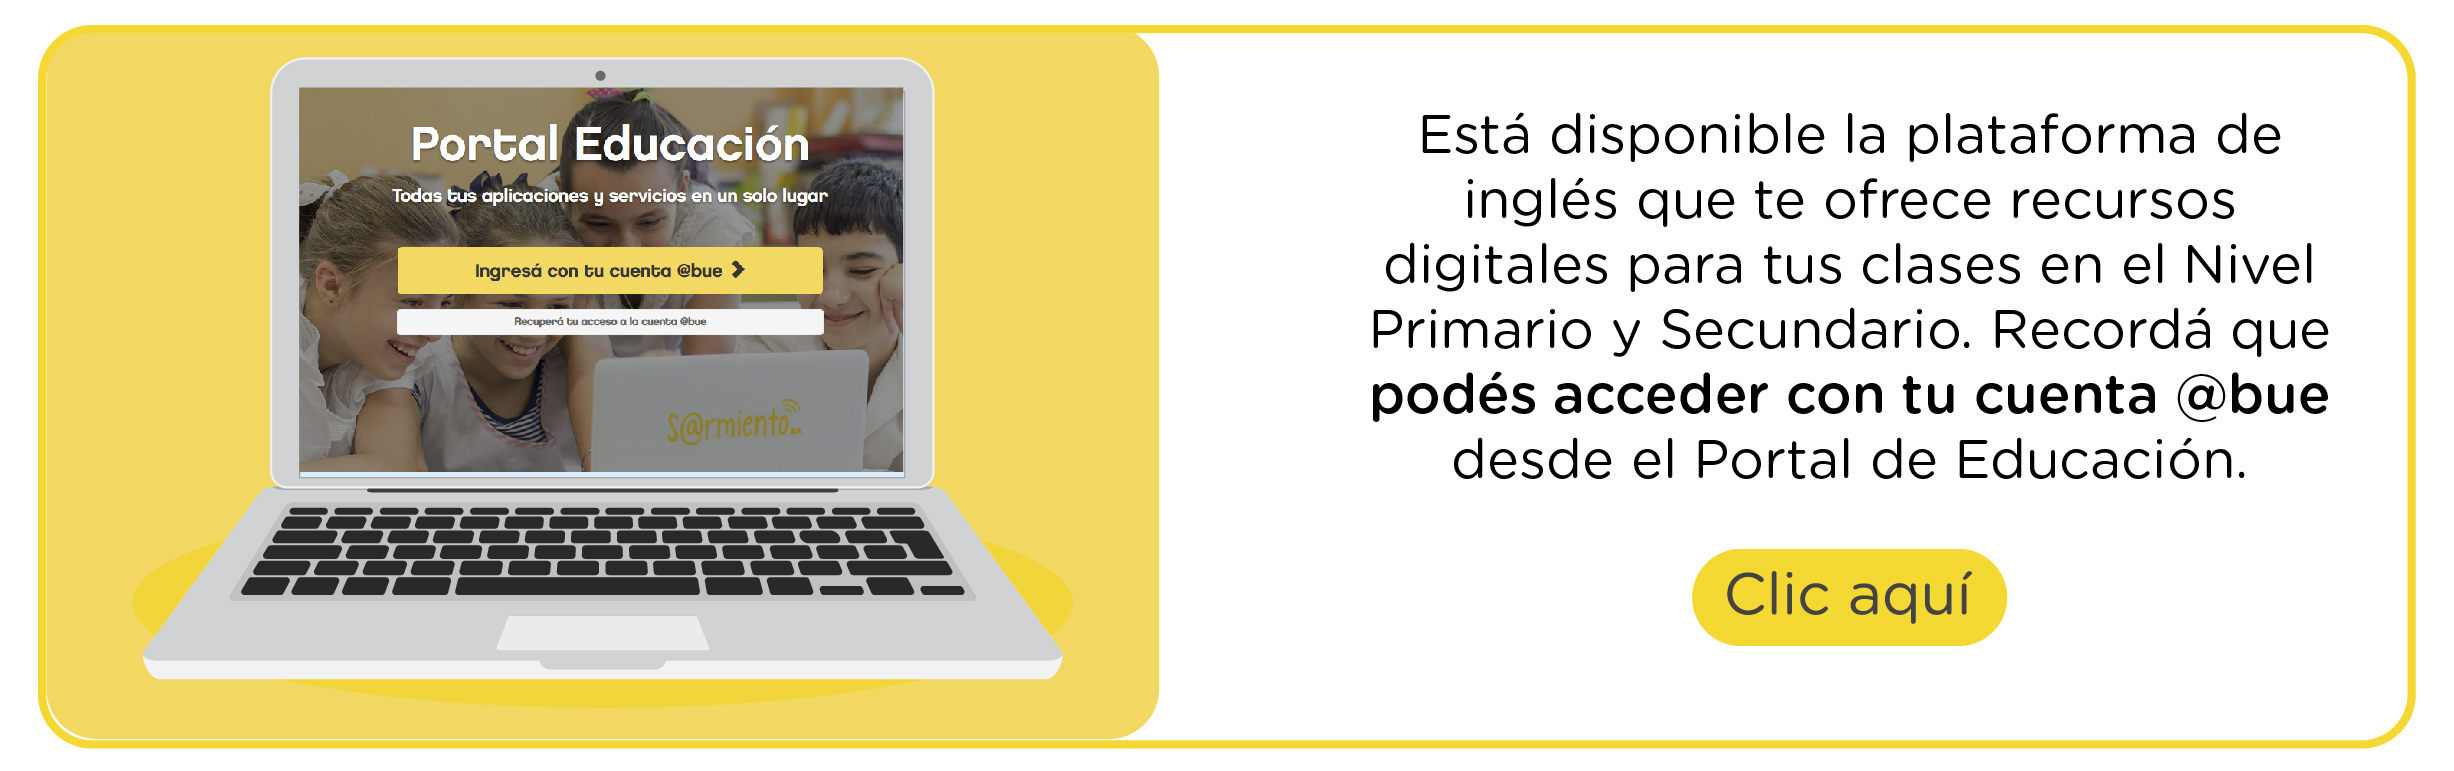 Portal Educación
Todas tus aplicaciones y servicios en un solo lugar
Ingresá con tu cuenta @bue
Recuperá tu acceso a la cuenta @bue
S@rmiento
Está disponible la plataforma de
inglés que te ofrece recursos
digitales para tus clases en el Nivel
Primario y Secundario. Recordá que
podés acceder con tu cuenta @bue
desde el Portal de Educación.
Clic aquí